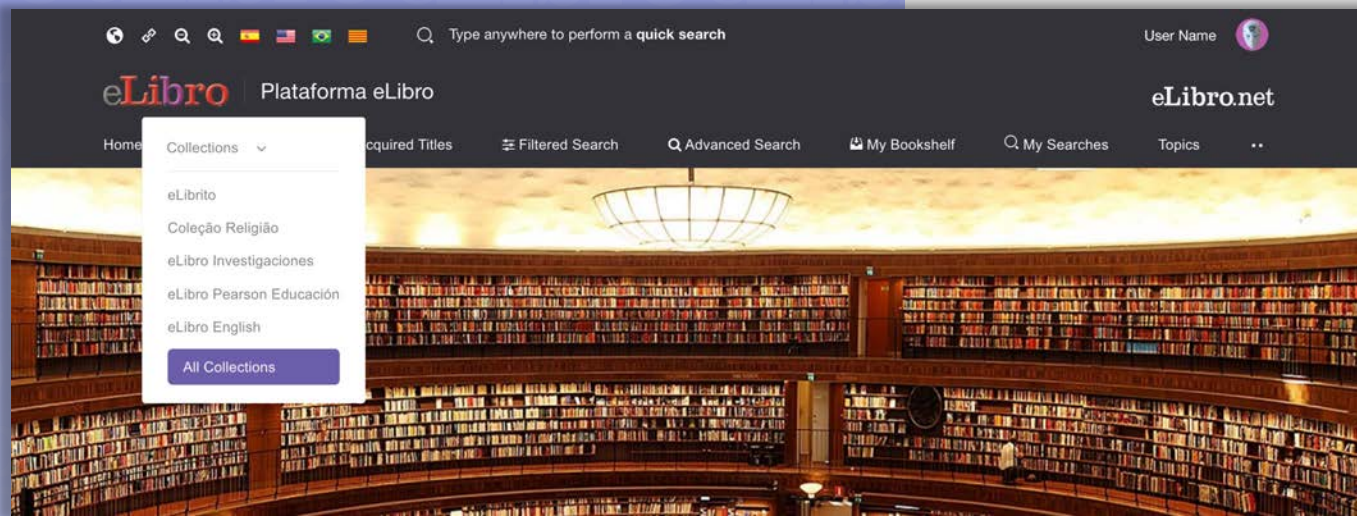 Type anywhere to perform a quick search
User Name
eLibro Plataforma eLibro
eLibro.net
Home
Collections
cquired Titles
Filtered Search
Advanced Search
My Bookshelf
My Searches
Topics
eLibrito
Coleção Religião
eLibro Investigaciones
eLibro Pearson Educación
eLibro English
All Collections